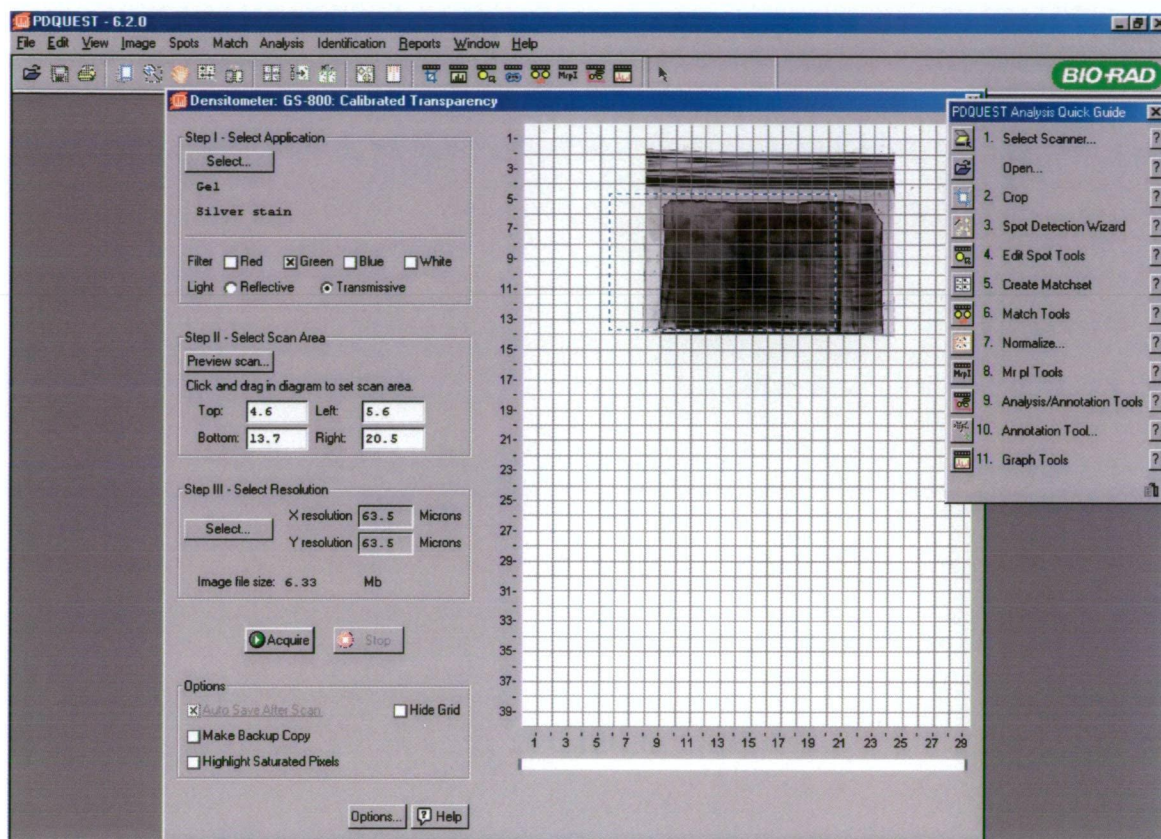 PDQUEST - 6.2.0
File Edit View Image Spots Match Analysis Identification Reports Window Help
BIO-RAD
Densitometer: GS-800: Calibrated Transparency
Step I - Select Application
Select...
Gel
Silver stain
Filter Red Green Blue White
Light Reflective Transmissive
Step II - Select Scan Area
Preview scan...
Click and drag in diagram to set scan area.
Top: 4.6 Left: 5.6
Bottom: 13.7 Right: 20.5
Step III - Select Resolution
Select...
X resolution 63.5 Microns
Y resolution 63.5 Microns
Image file size: 6.33 Mb
Acquire Stop
Options
Auto Save After Scan Hide Grid
Make Backup Copy
Highlight Saturated Pixels
Options... Help
1-
3-
5-
7-
9-
11-
13-
15-
17-
19-
21-
23-
25-
27-
29-
31-
33-
35-
37-
39-
1 3 5 7 9 11 13 15 17 19 21 23 25 27 29
PDQUEST Analysis Quick Guide
1. Select Scanner... ?
Open... ?
2. Crop ?
3. Spot Detection Wizard ?
4. Edit Spot Tools ?
5. Create Matchset ?
6. Match Tools ?
7. Normalize... ?
MrpI 8. Mr pI Tools ?
9. Analysis/Annotation Tools ?
10. Annotation Tool... ?
11. Graph Tools ?